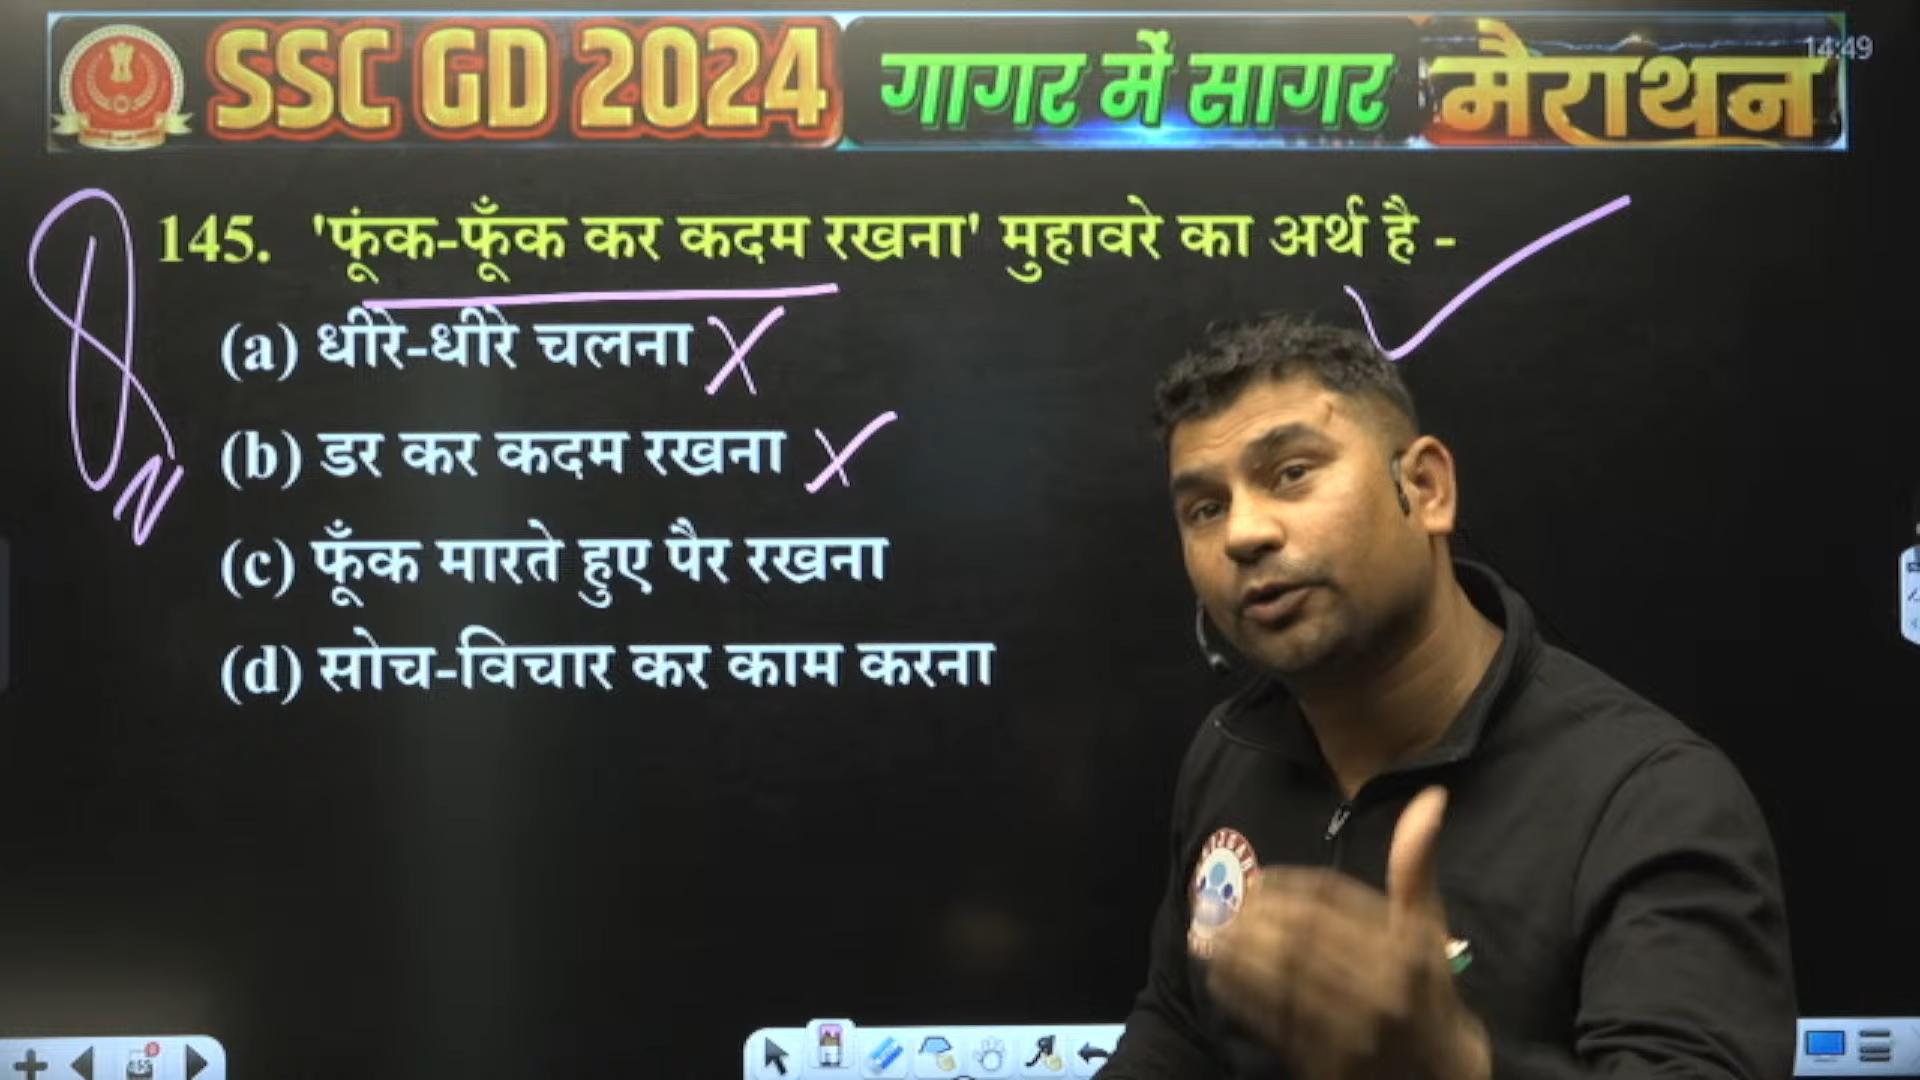 SSC GD 2024 गागर में सागर मैराथन
14:49
145. 'फूंक-फूँक कर कदम रखना' मुहावरे का अर्थ है -
(a) धीरे-धीरे चलना
(b) डर कर कदम रखना
(c) फूँक मारते हुए पैर रखना
(d) सोच-विचार कर काम करना